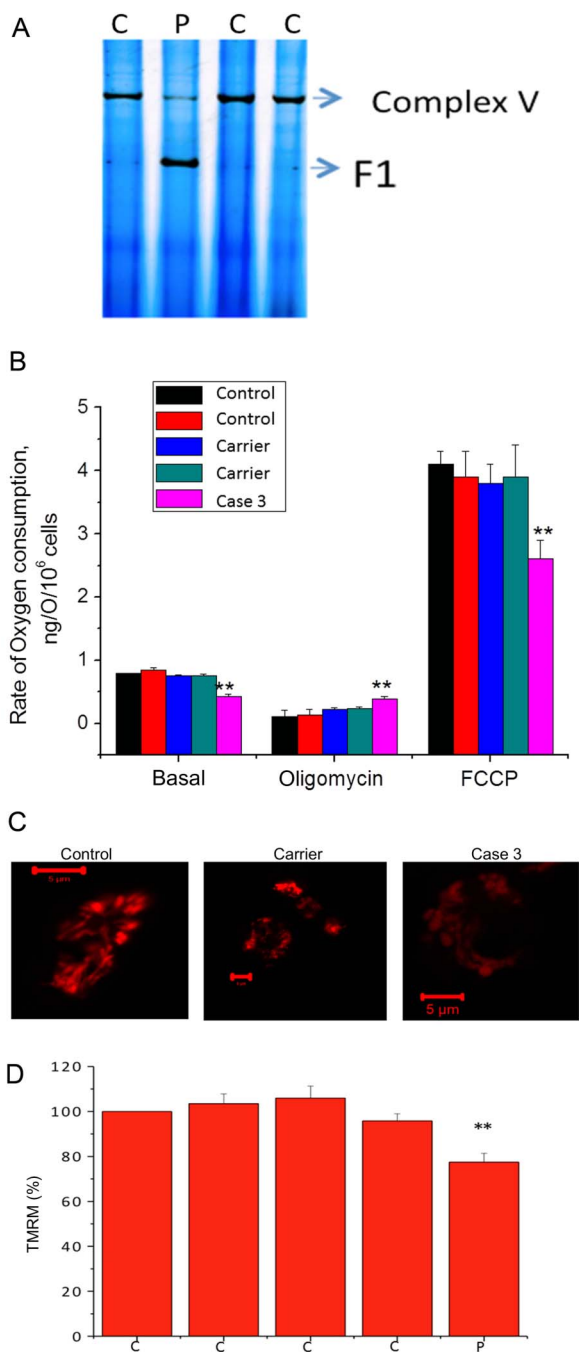 A
C P C C
Complex V
F1
B
Control
Control
Carrier
Carrier
Case 3
Rate of Oxygen consumption,
ng/O/10⁶ cells
5
4
3
2
1
0
**
**
**
Basal Oligomycin FCCP
C
Control Carrier Case 3
5 µm
5 µm
D
TMRM (%)
120
100
80
60
40
20
0
**
C C C C P